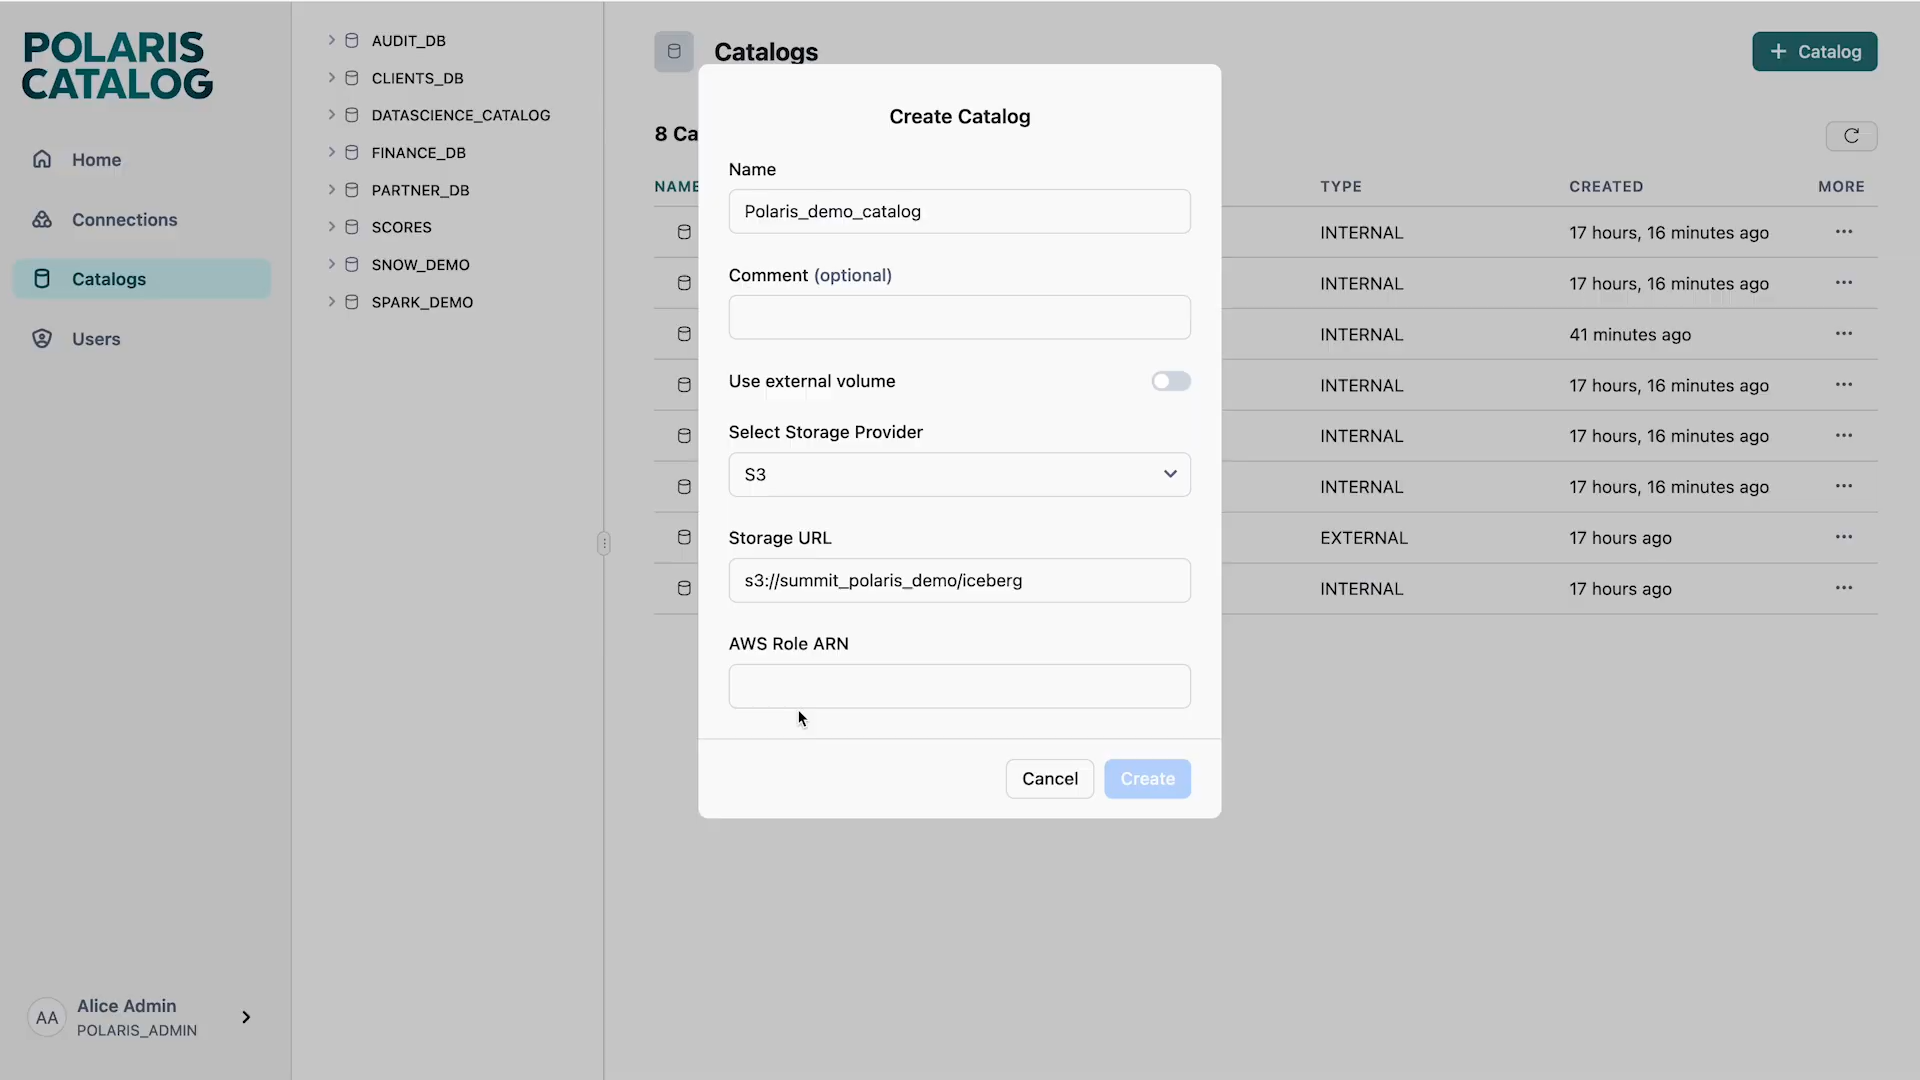 POLARIS
CATALOG
Home
Connections
Catalogs
Users
Alice Admin
AA
POLARIS_ADMIN
AUDIT_DB
CLIENTS_DB
DATASCIENCE_CATALOG
FINANCE_DB
PARTNER_DB
SCORES
SNOW_DEMO
SPARK_DEMO
Catalogs
+ Catalog
8 Ca
NAME
TYPE
CREATED
MORE
INTERNAL
17 hours, 16 minutes ago
INTERNAL
17 hours, 16 minutes ago
INTERNAL
41 minutes ago
INTERNAL
17 hours, 16 minutes ago
INTERNAL
17 hours, 16 minutes ago
INTERNAL
17 hours, 16 minutes ago
EXTERNAL
17 hours ago
INTERNAL
17 hours ago
Create Catalog
Name
Polaris_demo_catalog
Comment (optional)
Use external volume
Select Storage Provider
S3
Storage URL
s3://summit_polaris_demo/iceberg
AWS Role ARN
Cancel
Create